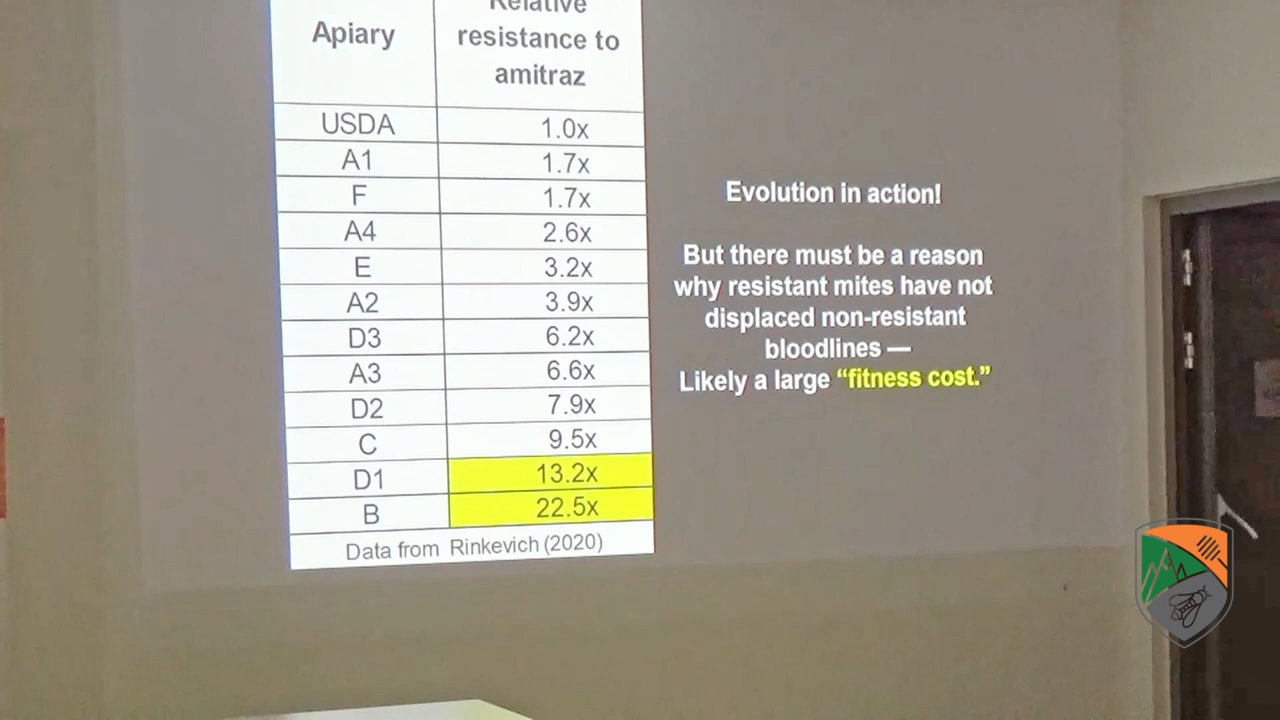 Relative
Apiary resistance to
amitraz
USDA 1.0x
A1 1.7x
F 1.7x
A4 2.6x
E 3.2x
A2 3.9x
D3 6.2x
A3 6.6x
D2 7.9x
C 9.5x
D1 13.2x
B 22.5x
Data from Rinkevich (2020)
Evolution in action!
But there must be a reason
why resistant mites have not
displaced non-resistant
bloodlines —
Likely a large “fitness cost.”